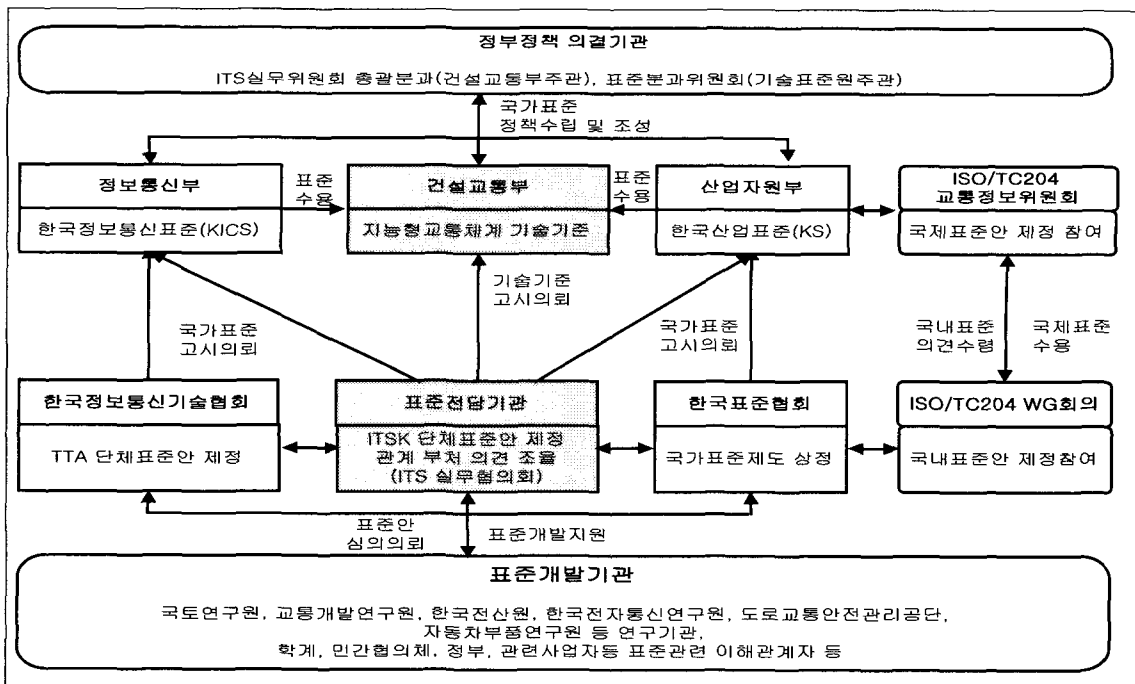 정부정책 의결기관
ITS실무위원회 총괄분과(건설교통부주관), 표준분과위원회(기술표준원주관)
국가표준
정책수립 및 조성
정보통신부
한국정보통신표준(KICS)
표준
수용
건설교통부
지능형교통체계 기술기준
표준
수용
산업자원부
한국산업표준(KS)
ISO/TC204
교통정보위원회
국제표준안 제정 참여
국가표준
고시의뢰
기술기준
고시의뢰
국가표준
고시의뢰
국내표준
의견수렴
국제표준
수용
한국정보통신기술협회
TTA 단체표준안 제정
표준전담기관
ITSK 단체표준안 제정
관계 부처 의견 조율
(ITS 실무협의회)
한국표준협회
국가표준제도 상정
ISO/TC204 WG회의
국내표준안 제정참여
표준안
심의의뢰
표준개발지원
표준개발기관
국토연구원, 교통개발연구원, 한국전산원, 한국전자통신연구원, 도로교통안전관리공단,
자동차부품연구원 등 연구기관,
학계, 민간협의체, 정부, 관련사업자등 표준관련 이해관계자 등